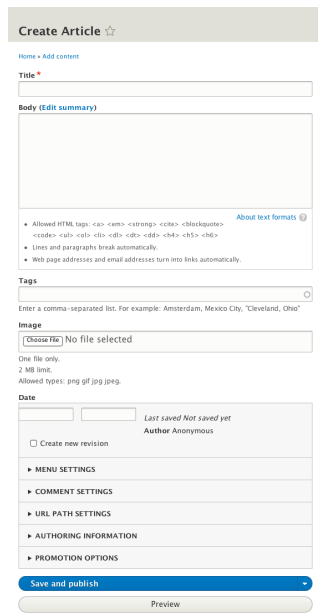 Create Article
Home » Add content
Title *
Body (Edit summary)
About text formats
Allowed HTML tags: <a> <em> <strong> <cite> <blockquote>
<code> <ul> <ol> <li> <dl> <dt> <dd> <h4> <h5> <h6>
Lines and paragraphs break automatically.
Web page addresses and email addresses turn into links automatically.
Tags
Enter a comma-separated list. For example: Amsterdam, Mexico City, "Cleveland, Ohio"
Image
Choose File No file selected
One file only.
2 MB limit.
Allowed types: png gif jpg jpeg.
Date
Last saved Not saved yet
Author Anonymous
Create new revision
MENU SETTINGS
COMMENT SETTINGS
URL PATH SETTINGS
AUTHORING INFORMATION
PROMOTION OPTIONS
Save and publish
Preview